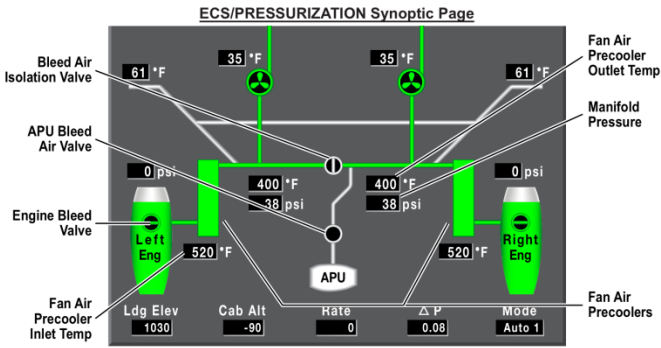 ECS/PRESSURIZATION Synoptic Page
Bleed Air
Isolation Valve
APU Bleed
Air Valve
Engine Bleed
Valve
Fan Air
Precooler
Inlet Temp
Fan Air
Precooler
Outlet Temp
Manifold
Pressure
Fan Air
Precoolers
61 °F
35 °F
35 °F
61 °F
0 psi
400 °F
38 psi
400 °F
38 psi
0 psi
Left
Eng
520 °F
APU
520 °F
Right
Eng
Ldg Elev
1030
Cab Alt
-90
Rate
0
Δ P
0.08
Mode
Auto 1